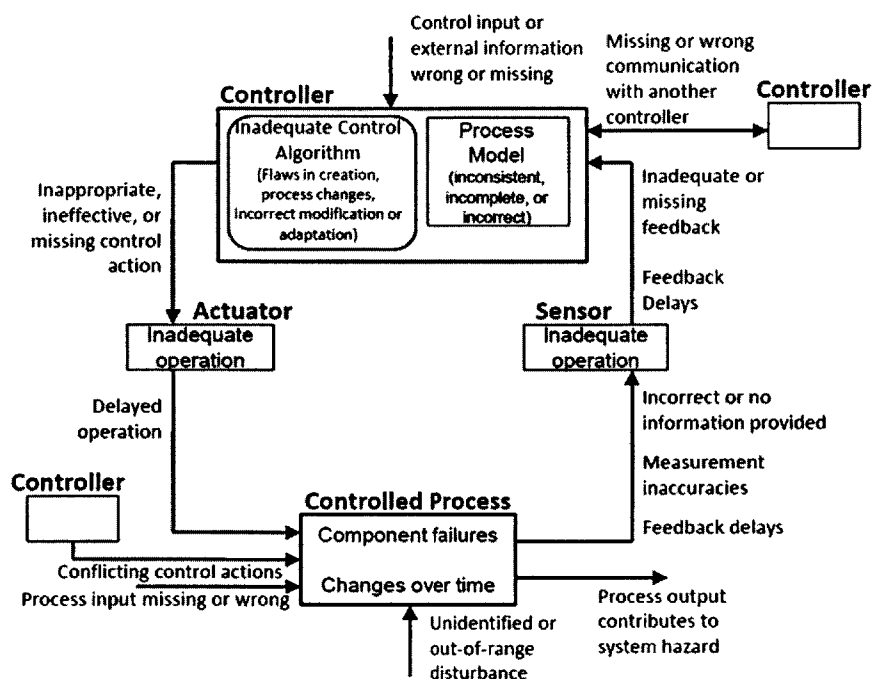 Control input or
external information
wrong or missing
Missing or wrong
communication
with another
controller
Controller
Controller
Inadequate Control
Algorithm
(Flaws in creation,
process changes,
Incorrect modification or
adaptation)
Process
Model
(inconsistent,
incomplete, or
incorrect)
Inappropriate,
ineffective, or
missing control
action
Inadequate or
missing
feedback
Feedback
Delays
Actuator
Inadequate
operation
Sensor
Inadequate
operation
Delayed
operation
Incorrect or no
information provided
Measurement
inaccuracies
Feedback delays
Controller
Controlled Process
Component failures
Changes over time
Conflicting control actions
Process input missing or wrong
Unidentified or
out-of-range
disturbance
Process output
contributes to
system hazard